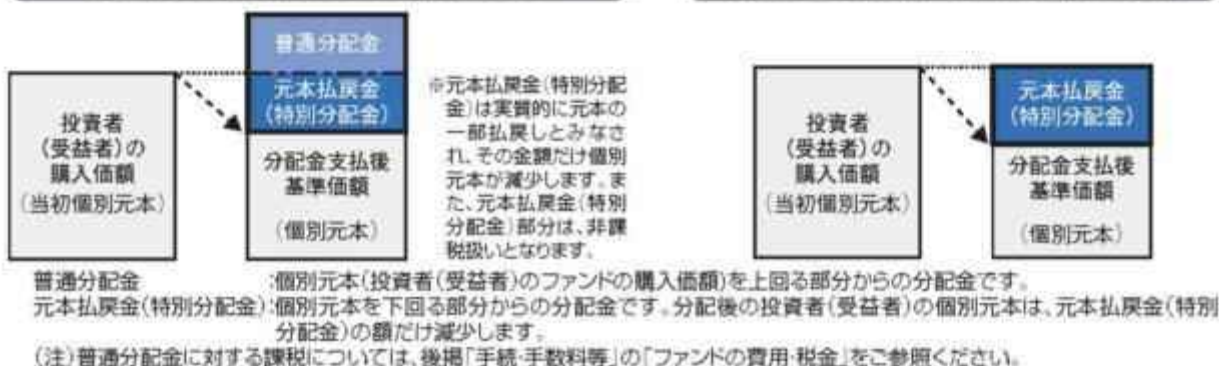 普通分配金
元本払戻金
(特別分配金)
投資者
(受益者)の
購入価額
(当初個別元本)
分配金支払後
基準価額
(個別元本)
※元本払戻金(特別分配
金)は実質的に元本の
一部払戻しとみなさ
れ、その金額だけ個別
元本が減少します。ま
た、元本払戻金(特別
分配金)部分は、非課
税扱いとなります。
元本払戻金
(特別分配金)
投資者
(受益者)の
購入価額
(当初個別元本)
分配金支払後
基準価額
(個別元本)
普通分配金 :個別元本(投資者(受益者)のファンドの購入価額)を上回る部分からの分配金です。
元本払戻金(特別分配金):個別元本を下回る部分からの分配金です。分配後の投資者(受益者)の個別元本は、元本払戻金(特別
分配金)の額だけ減少します。
(注)普通分配金に対する課税については、後掲「手続・手数料等」の「ファンドの費用・税金」をご参照ください。